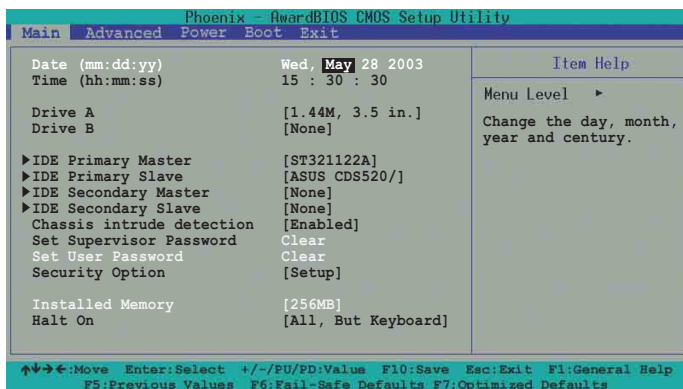 Phoenix - AwardBIOS CMOS Setup Utility
Main Advanced Power Boot Exit
Date (mm:dd:yy) Wed, May 28 2003
Time (hh:mm:ss) 15 : 30 : 30
Drive A [1.44M, 3.5 in.]
Drive B [None]
IDE Primary Master [ST321122A]
IDE Primary Slave [ASUS CDS520/]
IDE Secondary Master [None]
IDE Secondary Slave [None]
Chassis intrude detection [Enabled]
Set Supervisor Password Clear
Set User Password Clear
Security Option [Setup]
Installed Memory [256MB]
Halt On [All, But Keyboard]
Item Help
Menu Level
Change the day, month,
year and century.
↑↓→←:Move Enter:Select +/-/PU/PD:Value F10:Save Esc:Exit F1:General Help
F5:Previous Values F6:Fail-Safe Defaults F7:Optimized Defaults